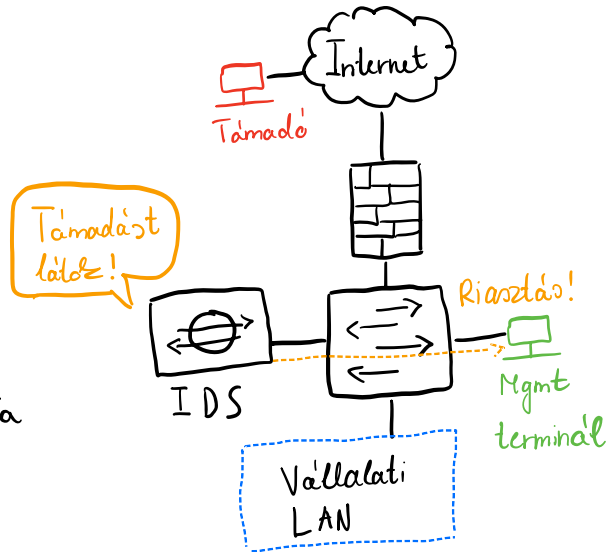 Internet
Támadó
Támadást
látok!
Riasztás!
IDS
Mgmt
terminál
Vállalati
LAN